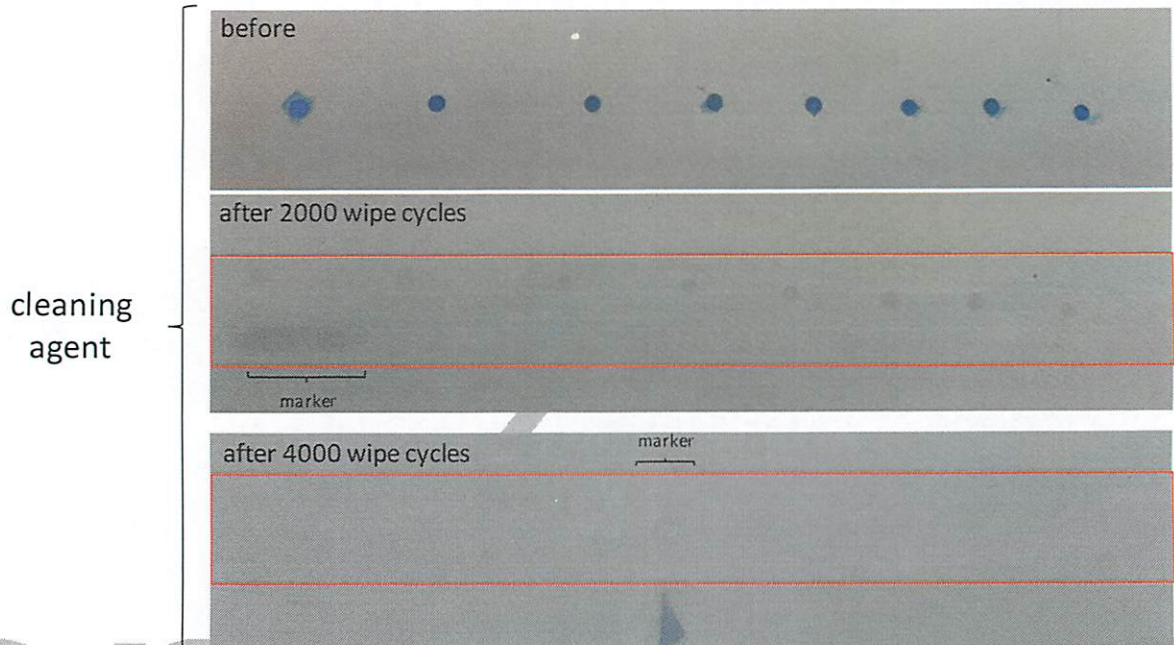 before
after 2000 wipe cycles
cleaning
agent
marker
after 4000 wipe cycles
marker